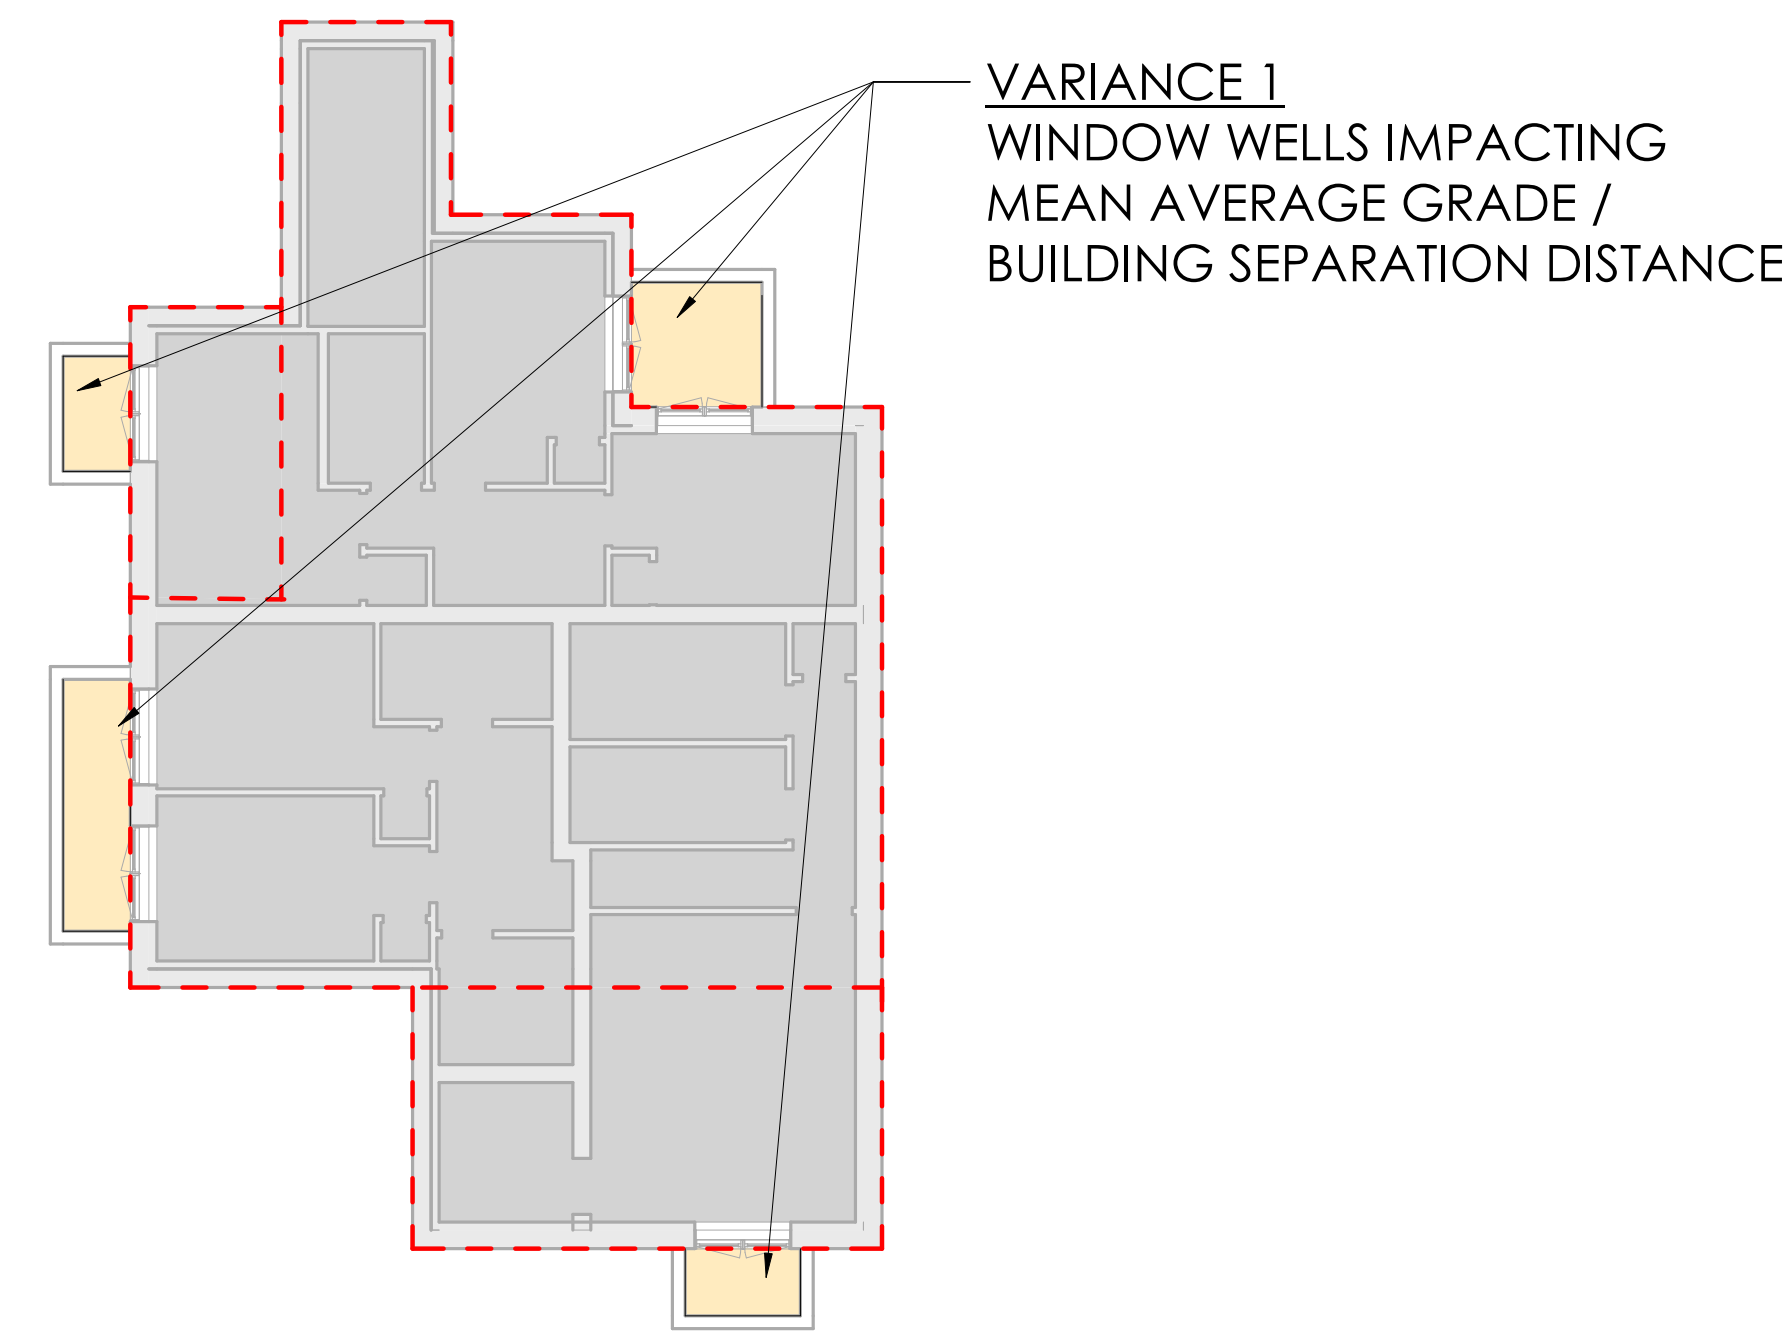 VARIANCE 1
WINDOW WELLS IMPACTING
MEAN AVERAGE GRADE /
BUILDING SEPARATION DISTANCE